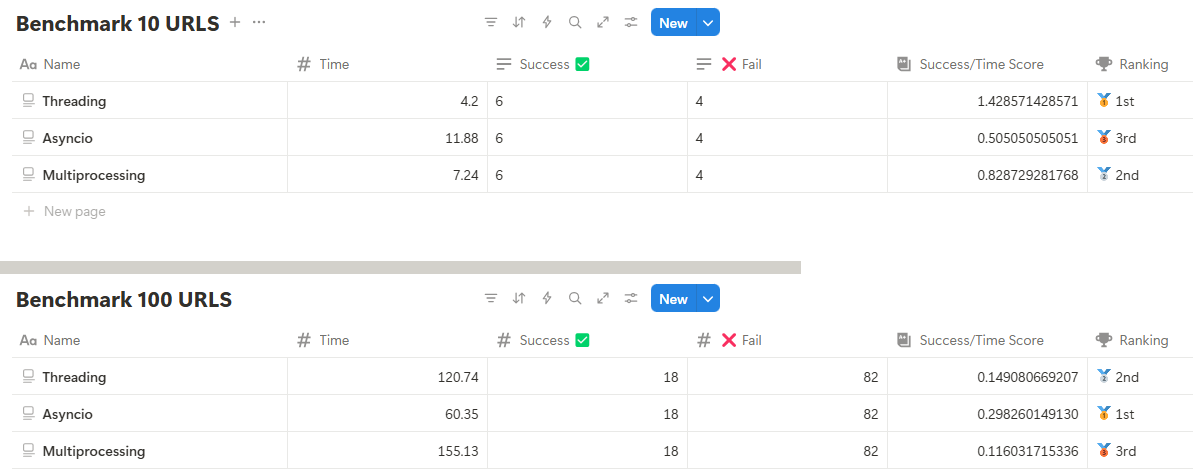 Benchmark 10 URLS
New
Aa Name # Time Success ✅ ❌ Fail Success/Time Score Ranking
Threading 4.2 6 4 1.428571428571 🥇 1st
Asyncio 11.88 6 4 0.505050505051 🥉 3rd
Multiprocessing 7.24 6 4 0.828729281768 🥈 2nd
+ New page
Benchmark 100 URLS
New
Aa Name # Time # Success ✅ # ❌ Fail Success/Time Score Ranking
Threading 120.74 18 82 0.149080669207 🥈 2nd
Asyncio 60.35 18 82 0.298260149130 🥇 1st
Multiprocessing 155.13 18 82 0.116031715336 🥉 3rd